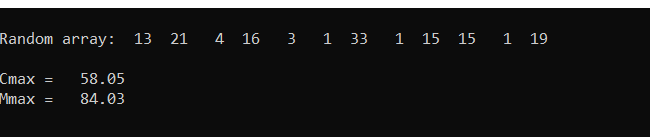 Random array:  13  21   4  16   3   1  33   1  15  15   1  19
Cmax =   58.05
Mmax =   84.03